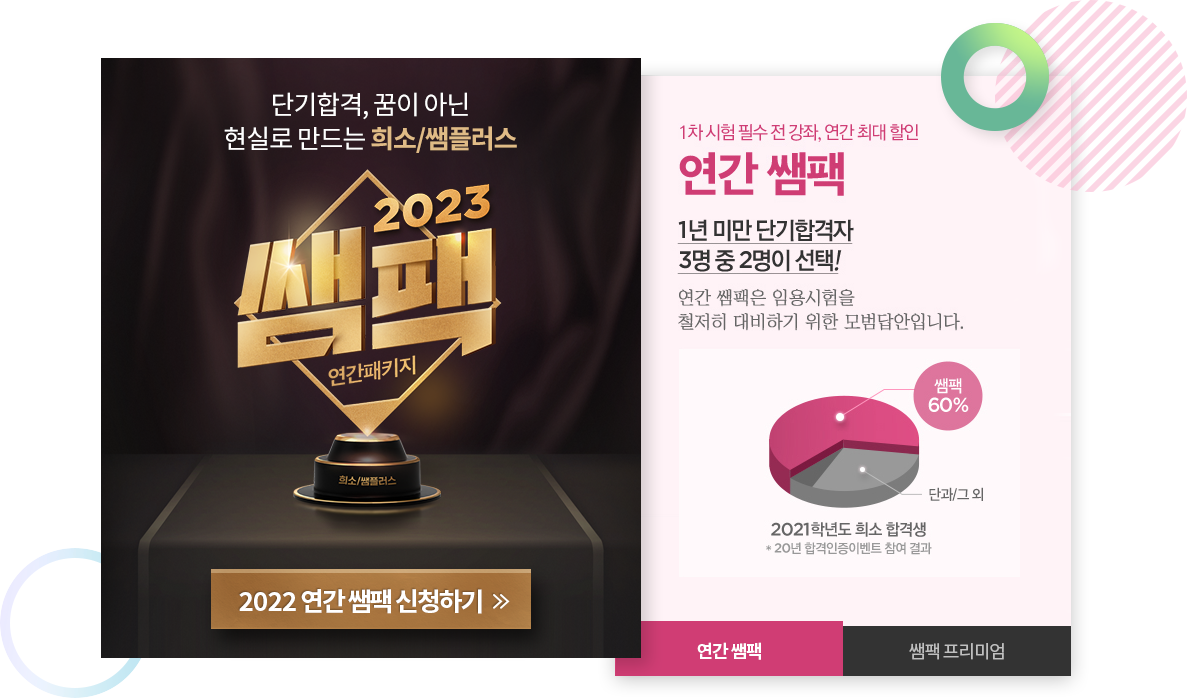 단기합격, 꿈이 아닌
현실로 만드는 희소/쌤플러스
2023
쌤팩
연간패키지
희소/쌤플러스
2022 연간 쌤팩 신청하기 »
1차 시험 필수 전 강좌, 연간 최대 할인
연간 쌤팩
1년 미만 단기합격자
3명 중 2명이 선택!
연간 쌤팩은 임용시험을
철저히 대비하기 위한 모범답안입니다.
쌤팩
60%
단과/그 외
2021학년도 희소 합격생
* 20년 합격인증이벤트 참여 결과
연간 쌤팩
쌤팩 프리미엄